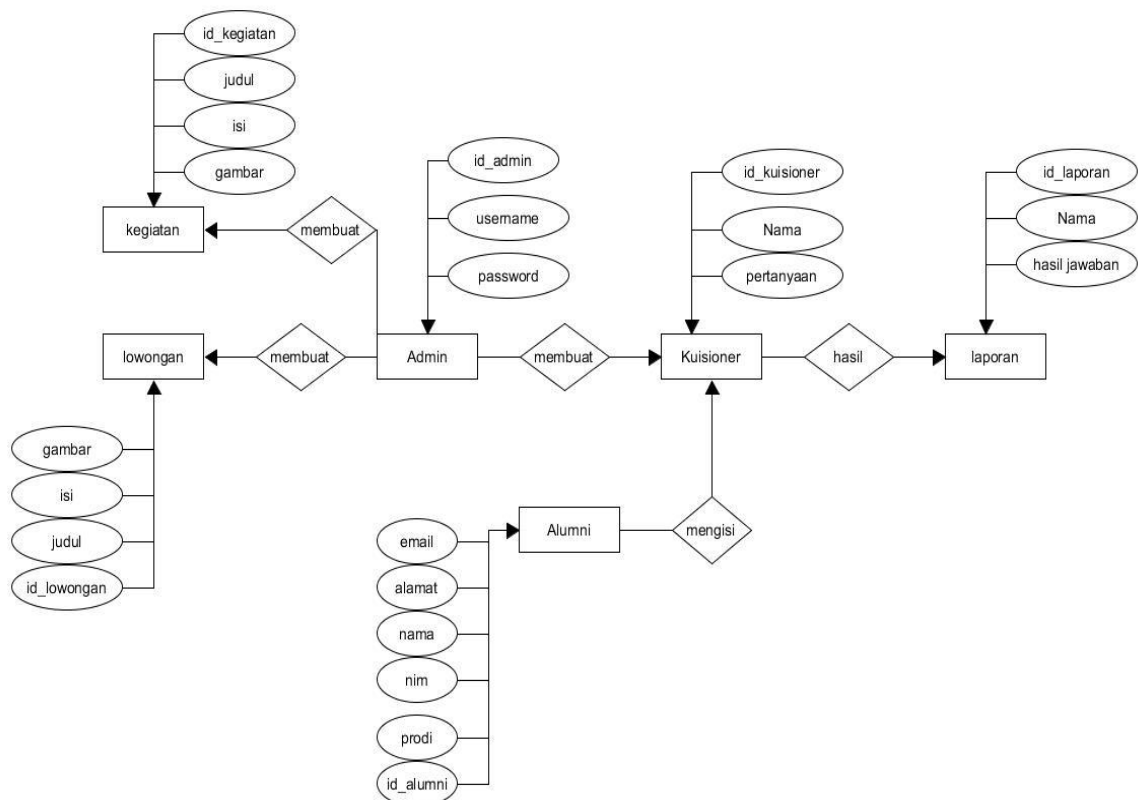 id_kegiatan
judul
isi
gambar
kegiatan
membuat
id_admin
username
password
id_kuisioner
Nama
pertanyaan
id_laporan
Nama
hasil jawaban
lowongan
membuat
Admin
membuat
Kuisioner
hasil
laporan
gambar
isi
judul
id_lowongan
Alumni
mengisi
email
alamat
nama
nim
prodi
id_alumni